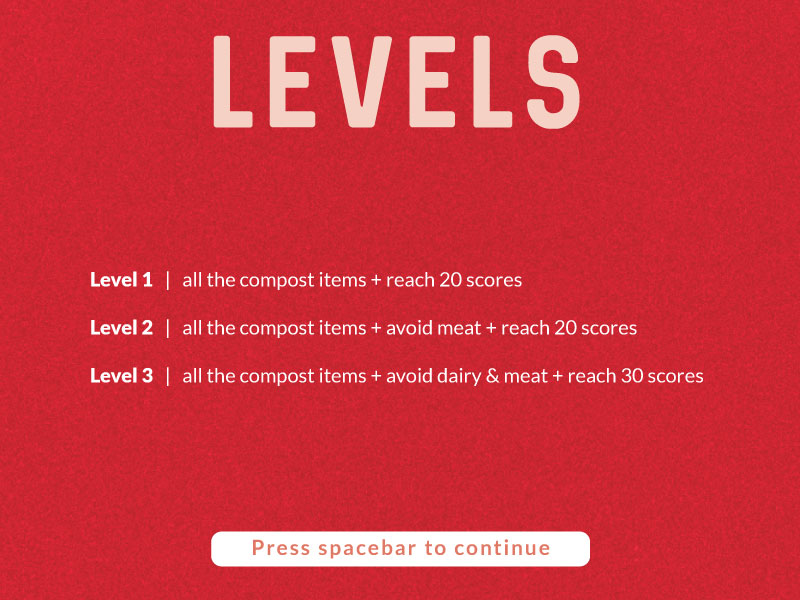 LEVELS
Level 1 | all the compost items + reach 20 scores
Level 2 | all the compost items + avoid meat + reach 20 scores
Level 3 | all the compost items + avoid dairy & meat + reach 30 scores
Press spacebar to continue